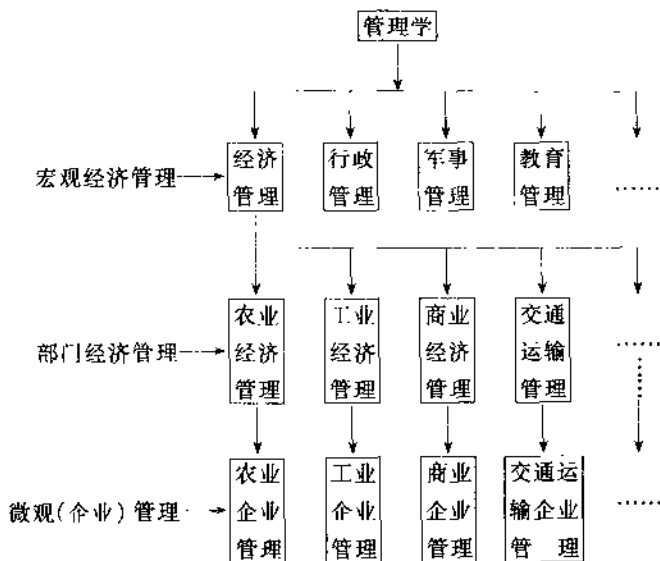 管理学
经济 行政 军事 教育
宏观经济管理 管理 管理 管理 管理 ……
农业 工业 商业 交通
部门经济管理 经济 经济 经济 运输 ……
管理 管理 管理 管理
农业 工业 商业 交通运
微观(企业)管理 企业 企业 企业 输企业 ……
管理 管理 管理 管 理